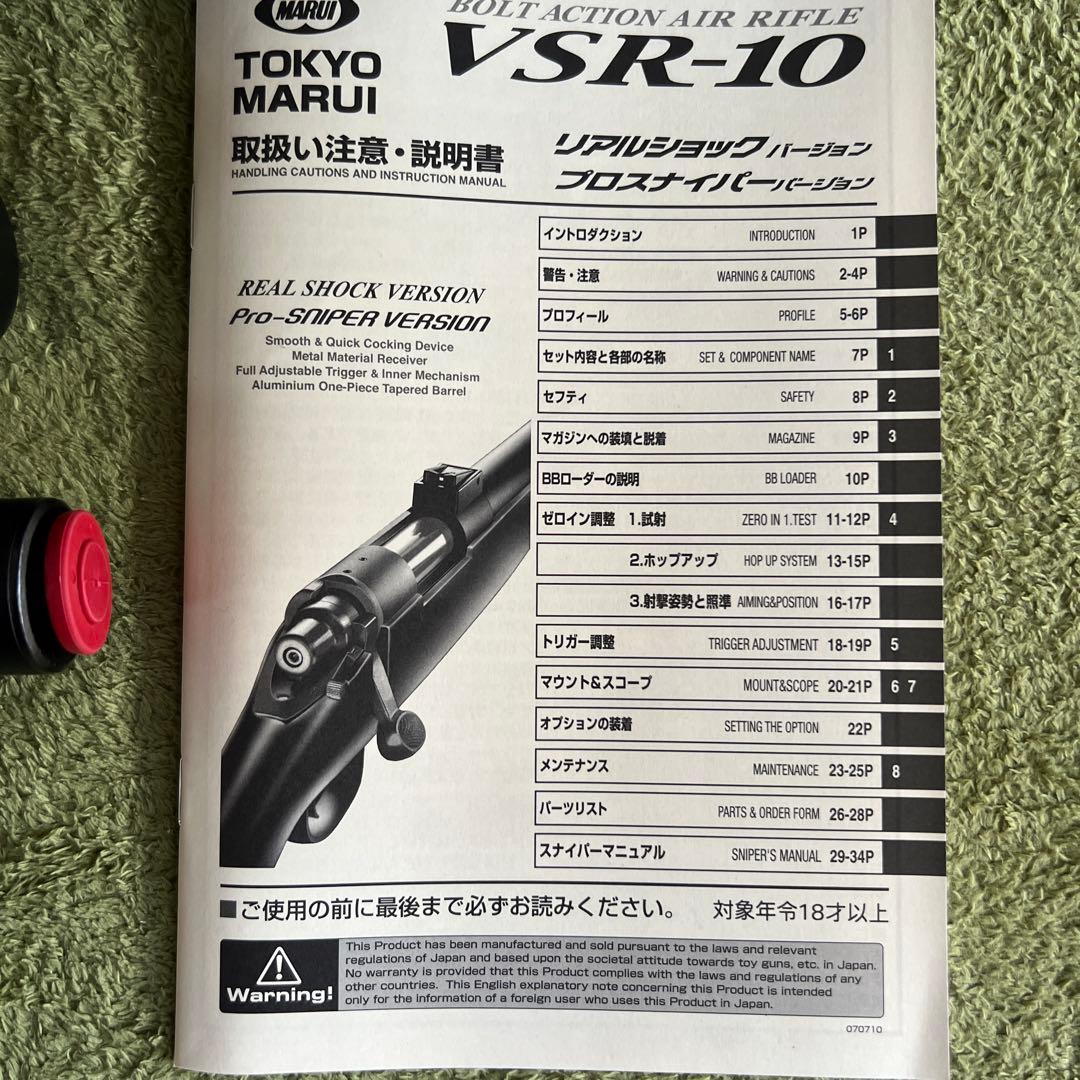 MARUI
TOKYO
MARUI
BOLT ACTION AIR RIFLE
VSR-10
取扱い注意・説明書
HANDLING CAUTIONS AND INSTRUCTION MANUAL
リアルショックバージョン
プロスナイパーバージョン
REAL SHOCK VERSION
Pro-SNIPER VERSION
Smooth & Quick Cocking Device
Metal Material Receiver
Full Adjustable Trigger & Inner Mechanism
Aluminium One-Piece Tapered Barrel
イントロダクション INTRODUCTION 1P
警告・注意 WARNING & CAUTIONS 2-4P
プロフィール PROFILE 5-6P
セット内容と各部の名称 SET & COMPONENT NAME 7P 1
セフティ SAFETY 8P 2
マガジンへの装填と脱着 MAGAZINE 9P 3
BBローダーの説明 BB LOADER 10P
ゼロイン調整 1.試射 ZERO IN 1.TEST 11-12P 4
2.ホップアップ HOP UP SYSTEM 13-15P
3.射撃姿勢と照準 AIMING&POSITION 16-17P
トリガー調整 TRIGGER ADJUSTMENT 18-19P 5
マウント&スコープ MOUNT&SCOPE 20-21P 6 7
オプションの装着 SETTING THE OPTION 22P
メンテナンス MAINTENANCE 23-25P 8
パーツリスト PARTS & ORDER FORM 26-28P
スナイパーマニュアル SNIPER'S MANUAL 29-34P
■ご使用の前に最後まで必ずお読みください。 対象年令18才以上
Warning!
This Product has been manufactured and sold pursuant to the laws and relevant
regulations of Japan and based upon the societal attitude towards toy guns, etc. in Japan.
No warranty is provided that this Product complies with the laws and regulations of any
other countries. This English explanatory note concerning this Product is intended
only for the information of a foreign user who uses this Product in Japan.
070710